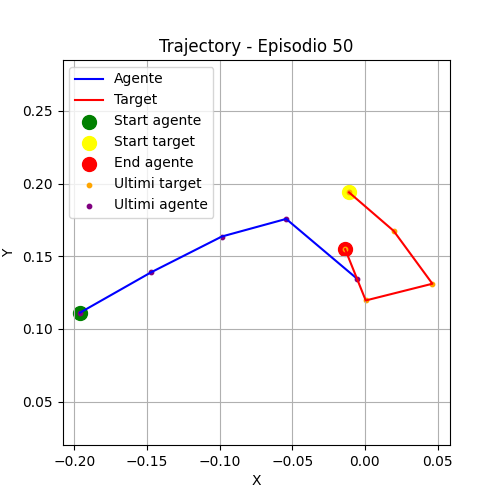 Trajectory - Episodio 50
Agente
Target
Start agente
Start target
End agente
Ultimi target
Ultimi agente
Y
0.25
0.20
0.15
0.10
0.05
−0.20 −0.15 −0.10 −0.05 0.00 0.05
X